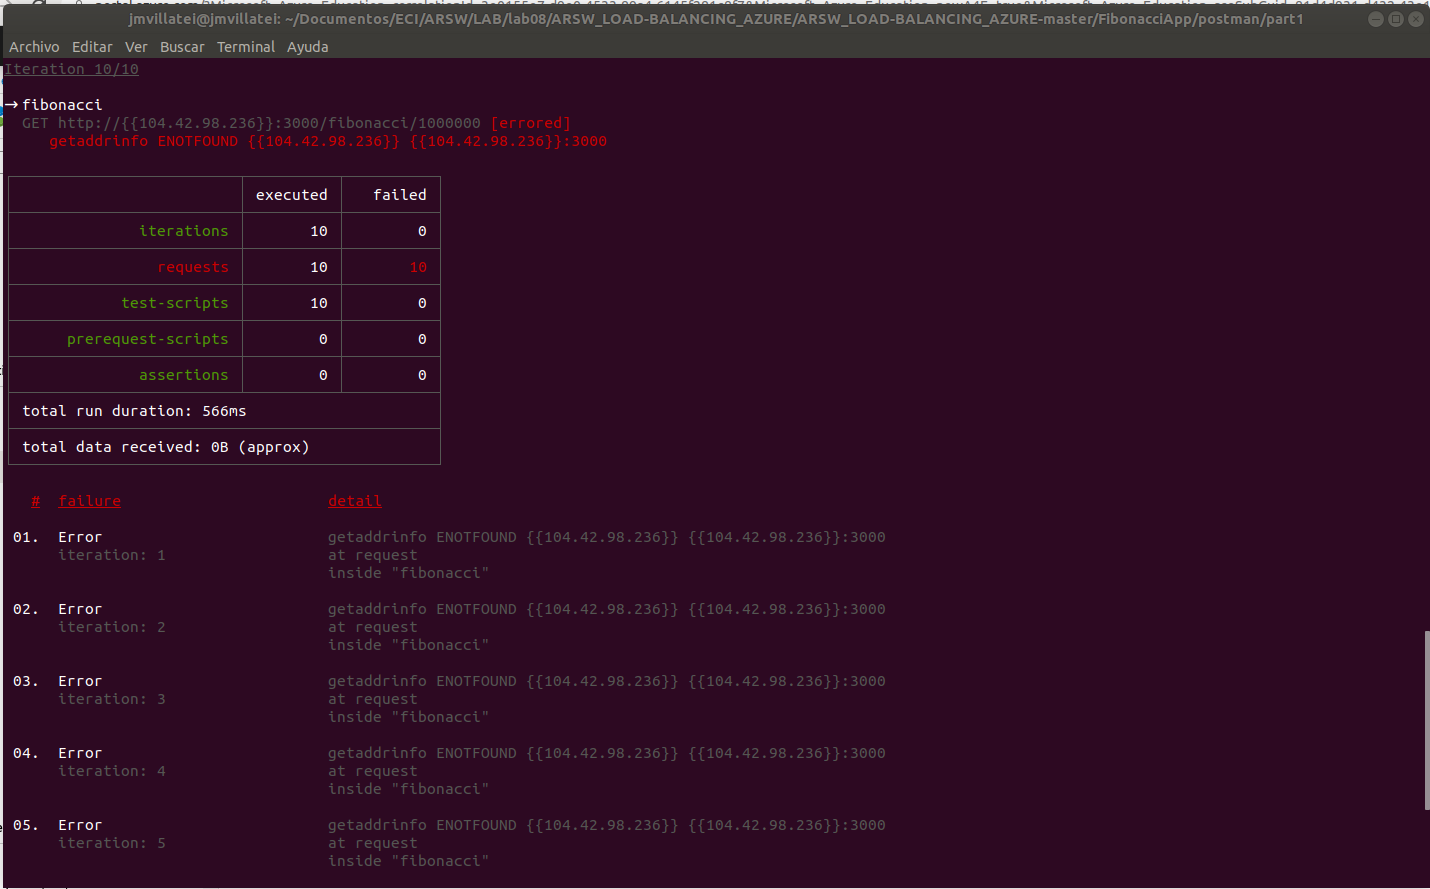 jmvillatei@jmvillatei: ~/Documentos/ECI/ARSW/LAB/lab08/ARSW_LOAD-BALANCING_AZURE/ARSW_LOAD-BALANCING_AZURE-master/FibonacciApp/postman/part1
Archivo Editar Ver Buscar Terminal Ayuda
Iteration 10/10
→ fibonacci
GET http://{{104.42.98.236}}:3000/fibonacci/1000000 [errored]
getaddrinfo ENOTFOUND {{104.42.98.236}} {{104.42.98.236}}:3000
executed failed
iterations 10 0
requests 10 10
test-scripts 10 0
prerequest-scripts 0 0
assertions 0 0
total run duration: 566ms
total data received: 0B (approx)
# failure detail
01. Error getaddrinfo ENOTFOUND {{104.42.98.236}} {{104.42.98.236}}:3000
iteration: 1 at request
inside "fibonacci"
02. Error getaddrinfo ENOTFOUND {{104.42.98.236}} {{104.42.98.236}}:3000
iteration: 2 at request
inside "fibonacci"
03. Error getaddrinfo ENOTFOUND {{104.42.98.236}} {{104.42.98.236}}:3000
iteration: 3 at request
inside "fibonacci"
04. Error getaddrinfo ENOTFOUND {{104.42.98.236}} {{104.42.98.236}}:3000
iteration: 4 at request
inside "fibonacci"
05. Error getaddrinfo ENOTFOUND {{104.42.98.236}} {{104.42.98.236}}:3000
iteration: 5 at request
inside "fibonacci"